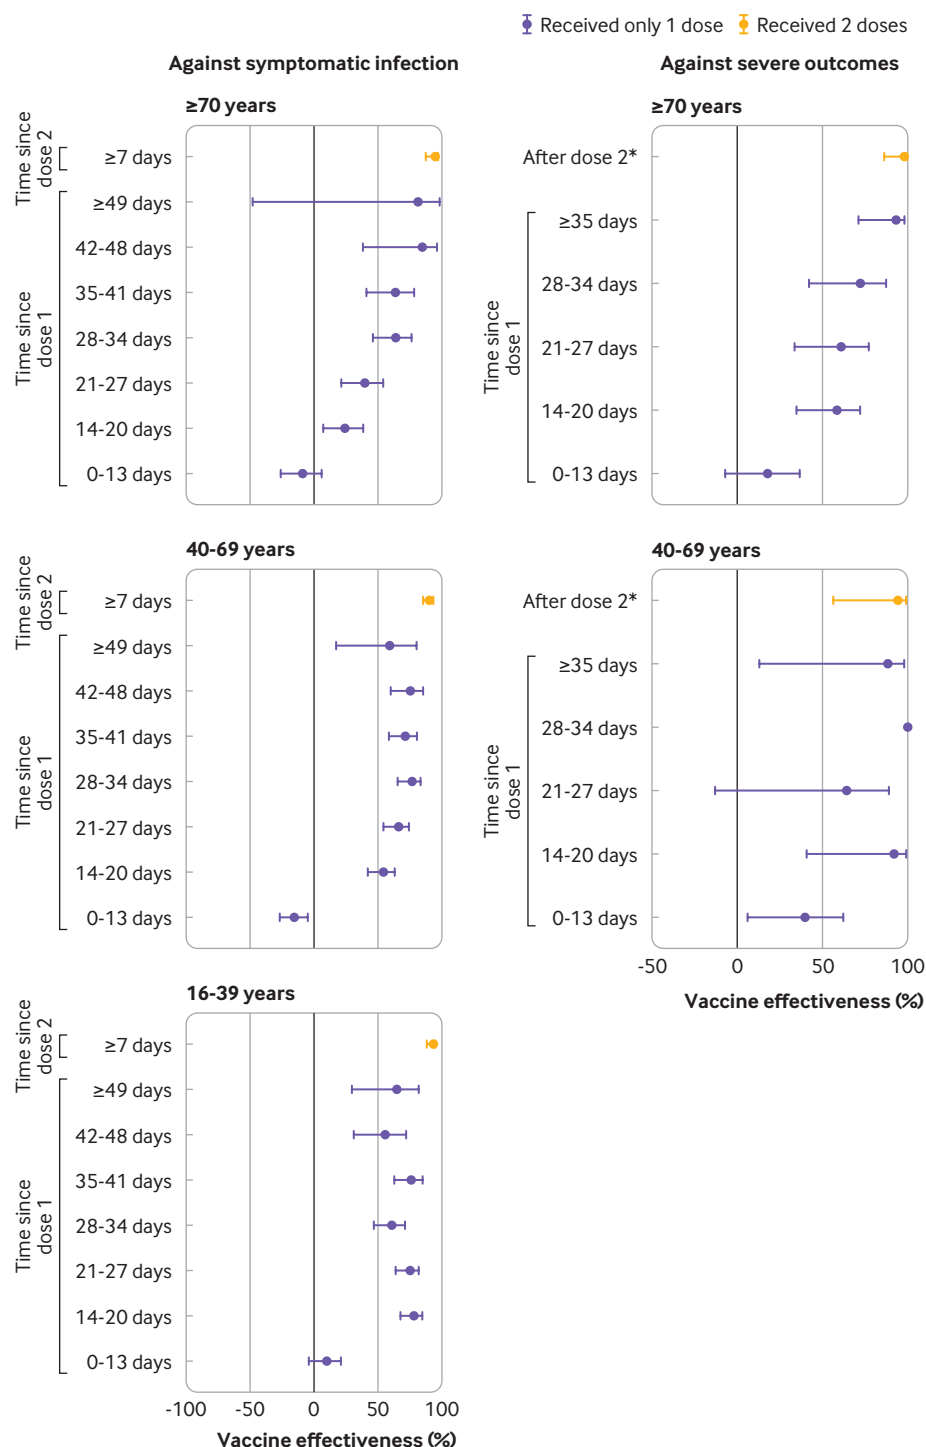 Received only 1 dose Received 2 doses
Against symptomatic infection
≥70 years
Time since
dose 2
≥7 days
Time since
dose 1
≥49 days
42-48 days
35-41 days
28-34 days
21-27 days
14-20 days
0-13 days
40-69 years
Time since
dose 2
≥7 days
Time since
dose 1
≥49 days
42-48 days
35-41 days
28-34 days
21-27 days
14-20 days
0-13 days
16-39 years
Time since
dose 2
≥7 days
Time since
dose 1
≥49 days
42-48 days
35-41 days
28-34 days
21-27 days
14-20 days
0-13 days
-100 -50 0 50 100
Vaccine effectiveness (%)
Against severe outcomes
≥70 years
After dose 2*
Time since
dose 1
≥35 days
28-34 days
21-27 days
14-20 days
0-13 days
40-69 years
After dose 2*
Time since
dose 1
≥35 days
28-34 days
21-27 days
14-20 days
0-13 days
-50 0 50 100
Vaccine effectiveness (%)